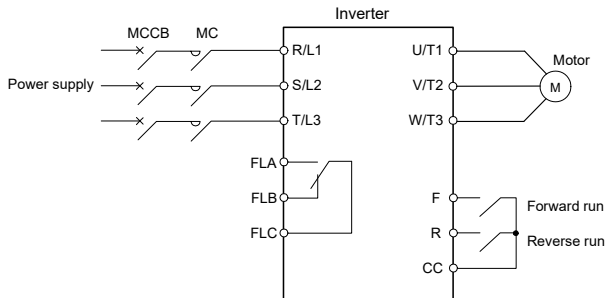 Inverter
MCCB MC
R/L1 U/T1
Motor
Power supply S/L2 V/T2 M
T/L3 W/T3
FLA
FLB F Forward run
FLC R Reverse run
CC